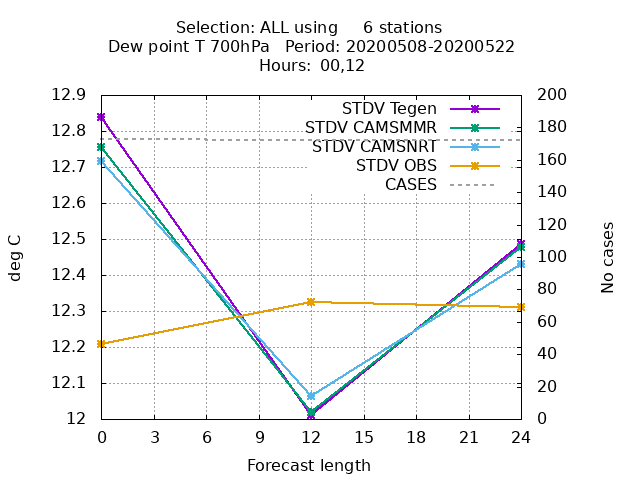 Selection: ALL using     6 stations
Dew point T 700hPa   Period: 20200508-20200522
Hours: 00,12
12.9
12.8
12.7
12.6
12.5
12.4
12.3
12.2
12.1
12
deg C
STDV Tegen
STDV CAMSMMR
STDV CAMSNRT
STDV OBS
CASES
200
180
160
140
120
100
80
60
40
20
0
No cases
0 3 6 9 12 15 18 21 24
Forecast length